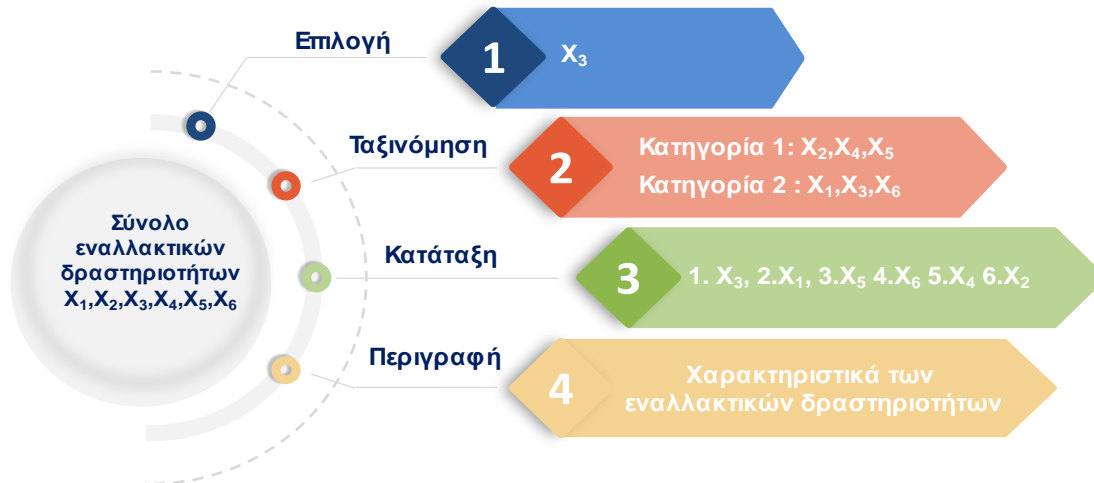 Επιλογή
1
X₃
Ταξινόμηση
2
Κατηγορία 1: X₂,X₄,X₅
Κατηγορία 2 : X₁,X₃,X₆
Σύνολο
εναλλακτικών
δραστηριοτήτων
X₁,X₂,X₃,X₄,X₅,X₆
Κατάταξη
3
1. X₃, 2.X₁, 3.X₅ 4.X₆ 5.X₄ 6.X₂
Περιγραφή
4
Χαρακτηριστικά των
εναλλακτικών δραστηριοτήτων